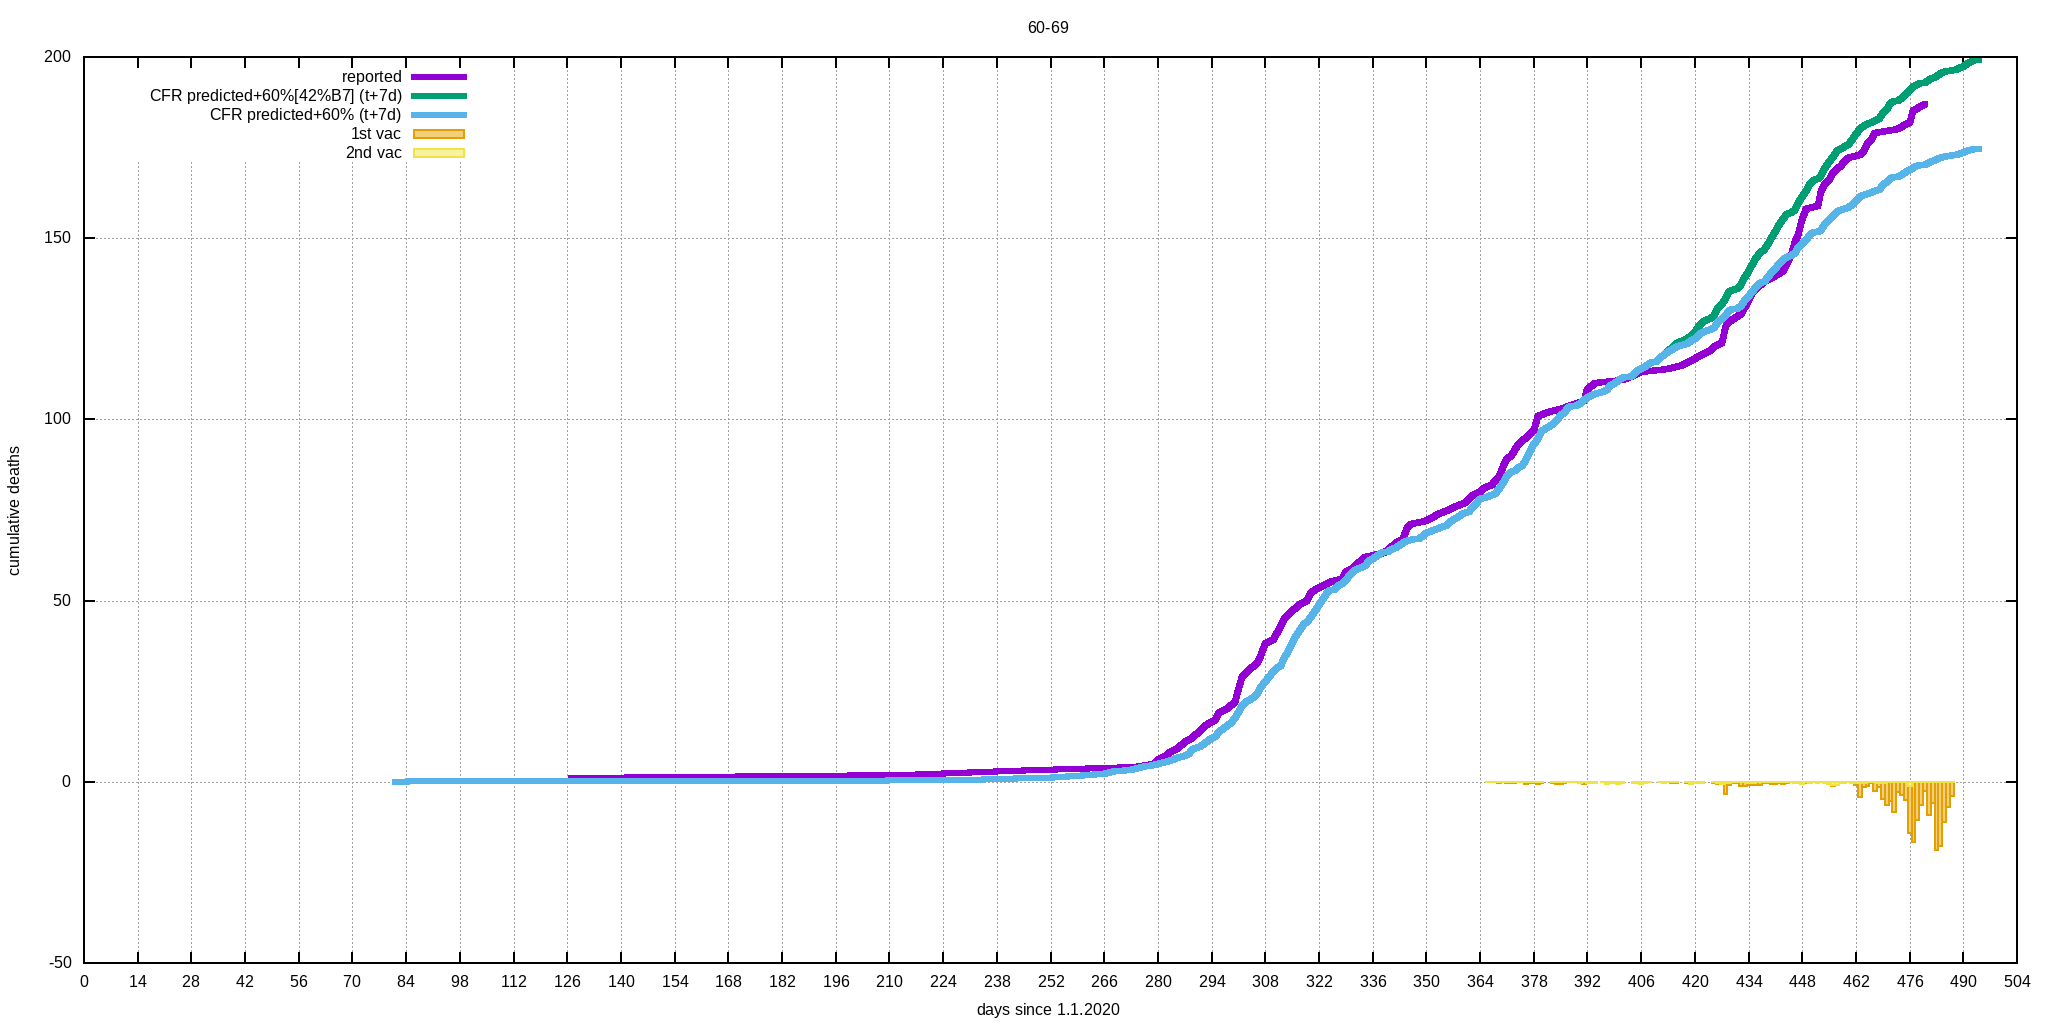 60-69
reported
CFR predicted+60%[42%B7] (t+7d)
CFR predicted+60% (t+7d)
1st vac
2nd vac
200
150
100
50
0
-50
cumulative deaths
0 14 28 42 56 70 84 98 112 126 140 154 168 182 196 210 224 238 252 266 280 294 308 322 336 350 364 378 392 406 420 434 448 462 476 490 504
days since 1.1.2020